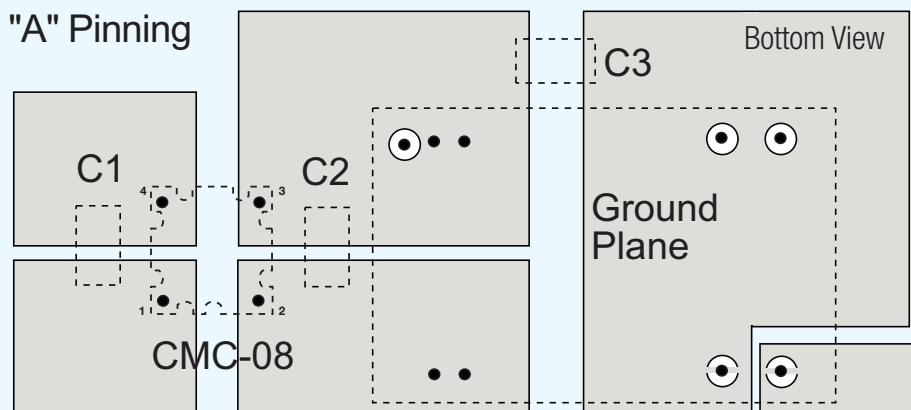 "A" Pinning
Bottom View
C3
C1
C2
4
3
Ground
Plane
1
2
CMC-08